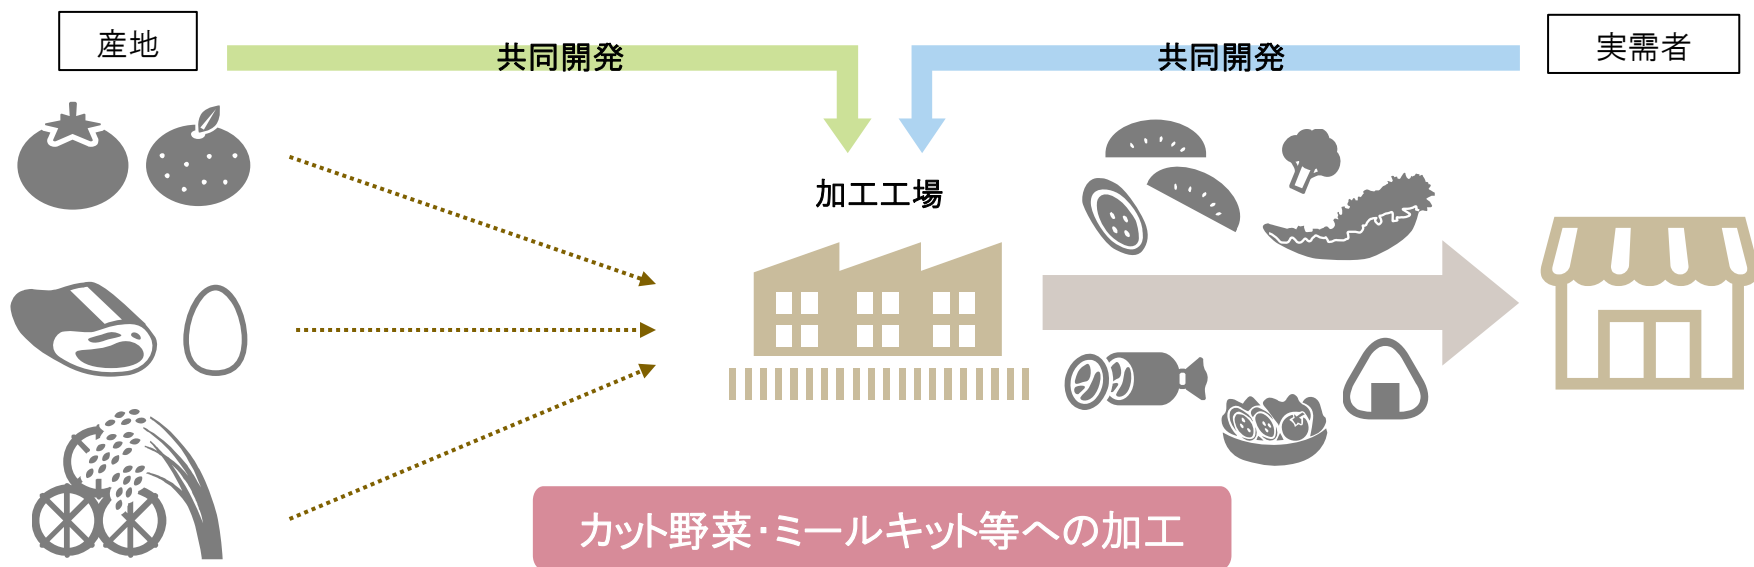 産地
共同開発
共同開発
実需者
加工工場
カット野菜・ミールキット等への加工